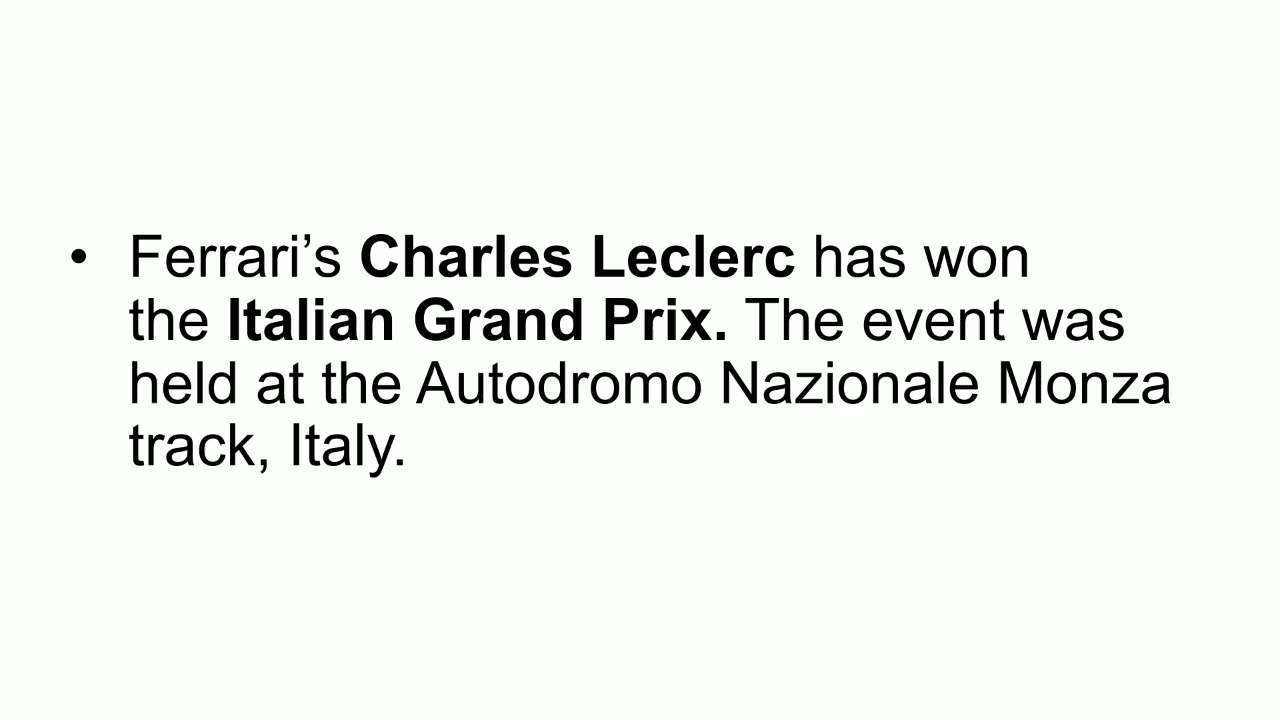 • Ferrari’s Charles Leclerc has won
the Italian Grand Prix. The event was
held at the Autodromo Nazionale Monza
track, Italy.